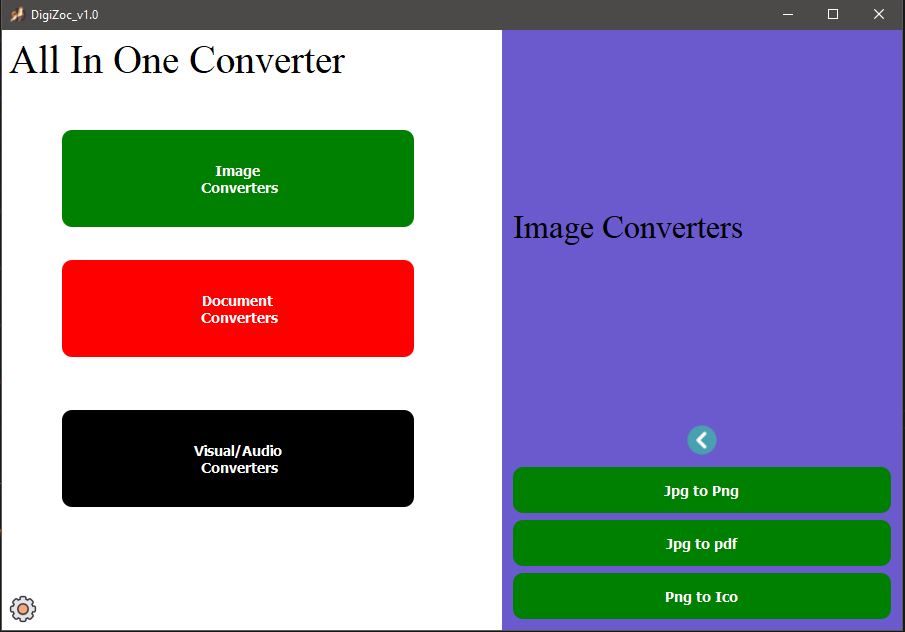 DigiZoc_v1.0
All In One Converter
Image
Converters
Document
Converters
Visual/Audio
Converters
Image Converters
Jpg to Png
Jpg to pdf
Png to Ico